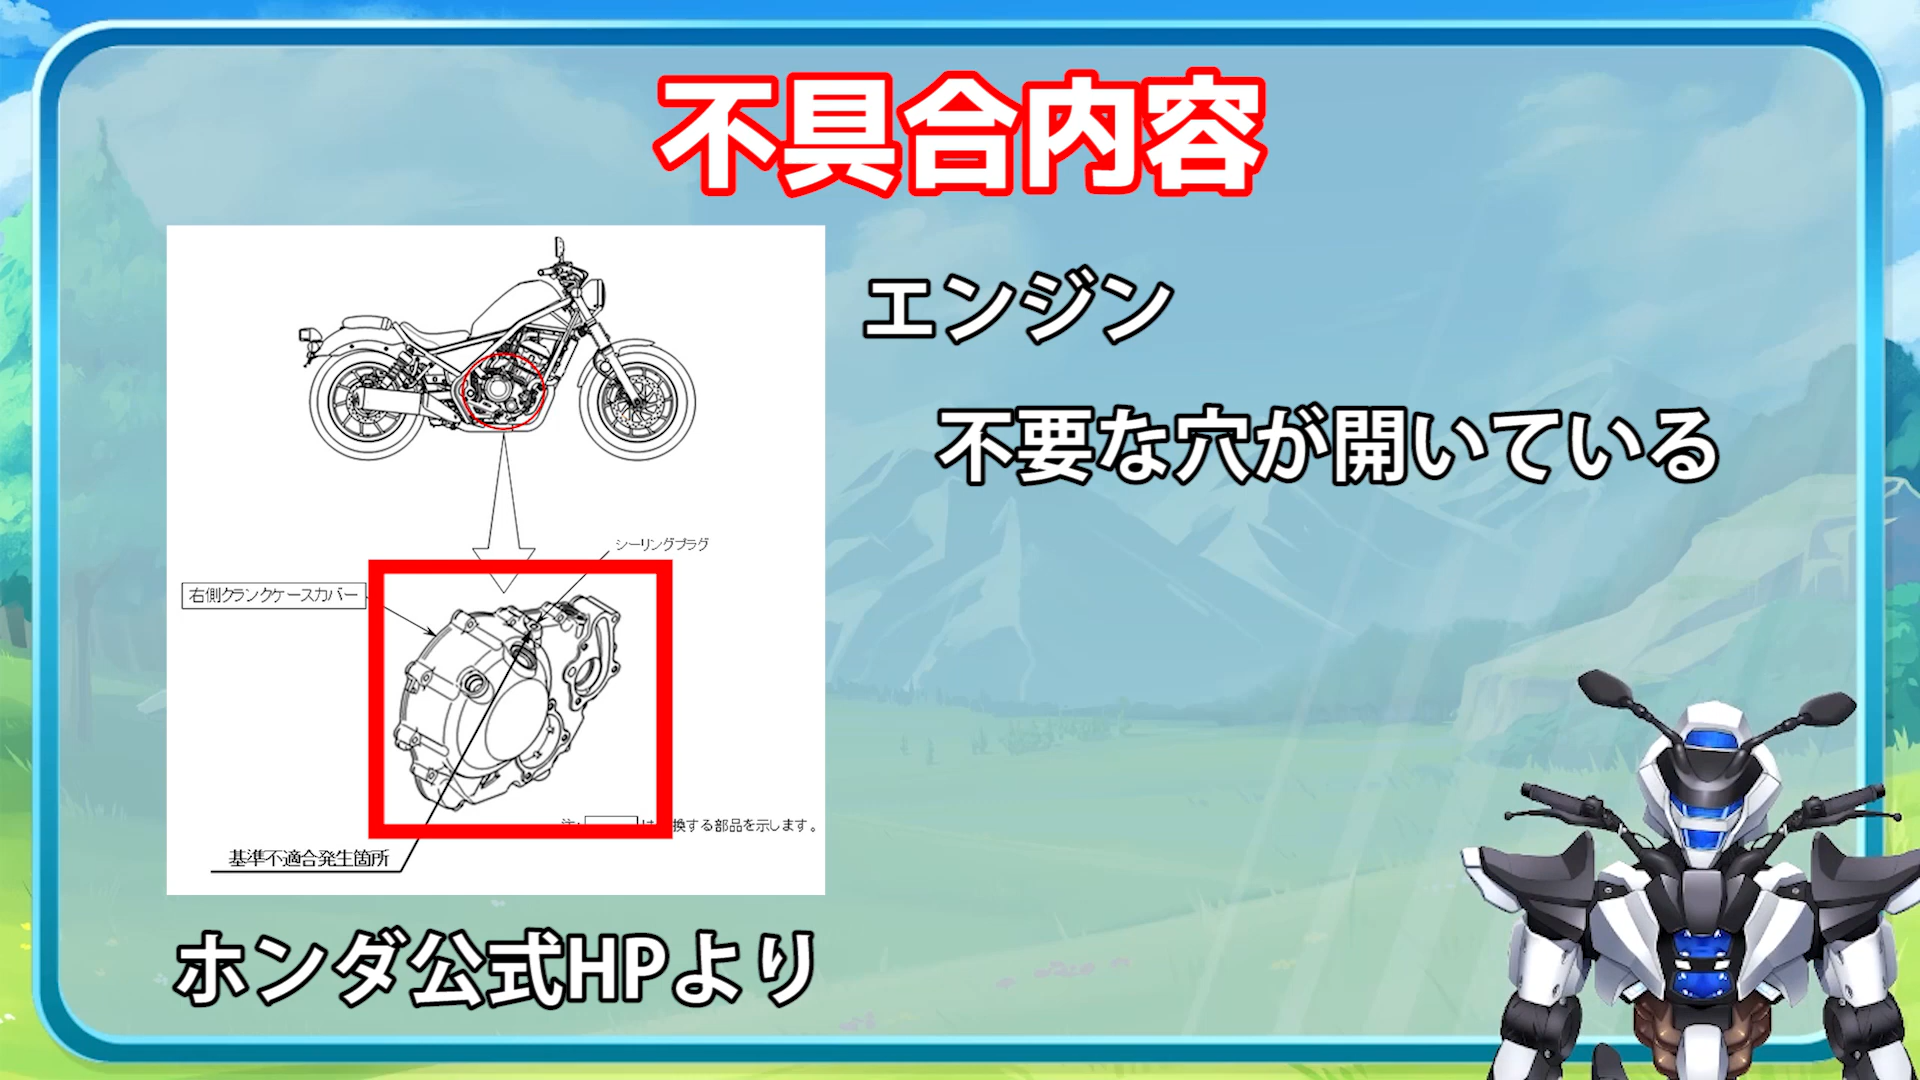 不具合内容
エンジン
不要な穴が開いている
シーリングプラグ
右側クランクケースカバー
換する部品を示します。
基準不適合発生箇所
ホンダ公式HPより